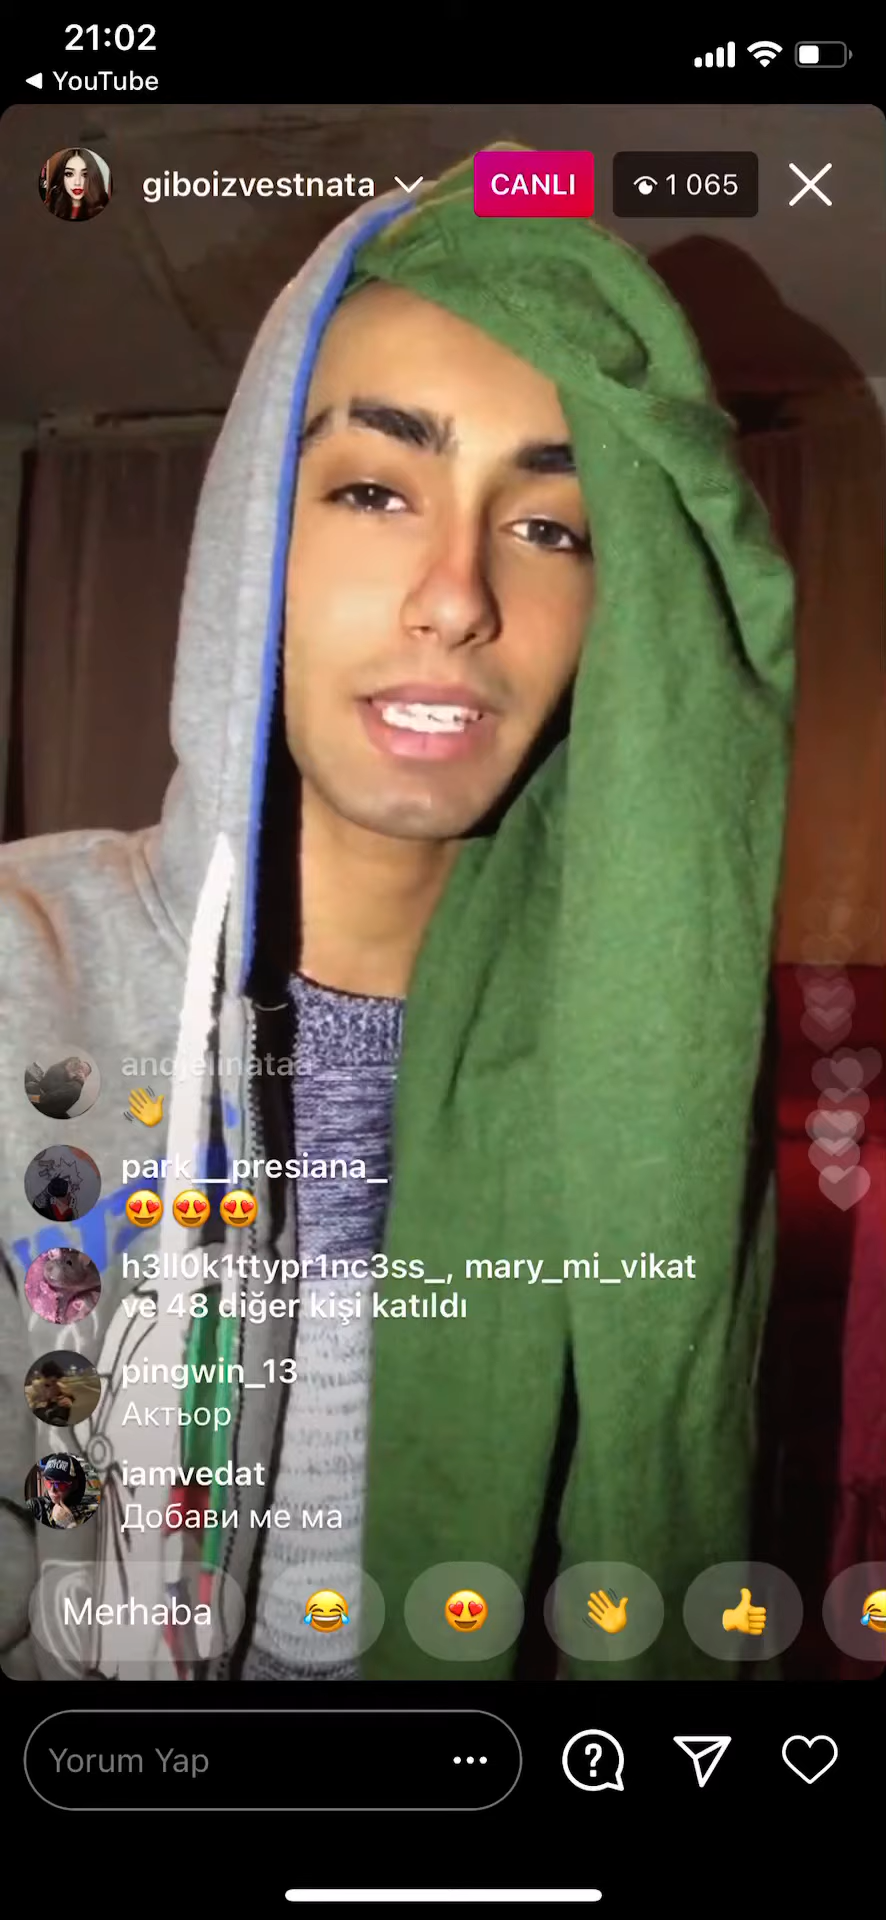 21:02
◀ YouTube
giboizvestnata
CANLI
1 065
andjelinataa
park__presiana_
h3ll0k1ttypr1nc3ss_, mary_mi_vikat
ve 48 diğer kişi katıldı
pingwin_13
Актьор
iamvedat
Добави ме ма
Merhaba
Yorum Yap